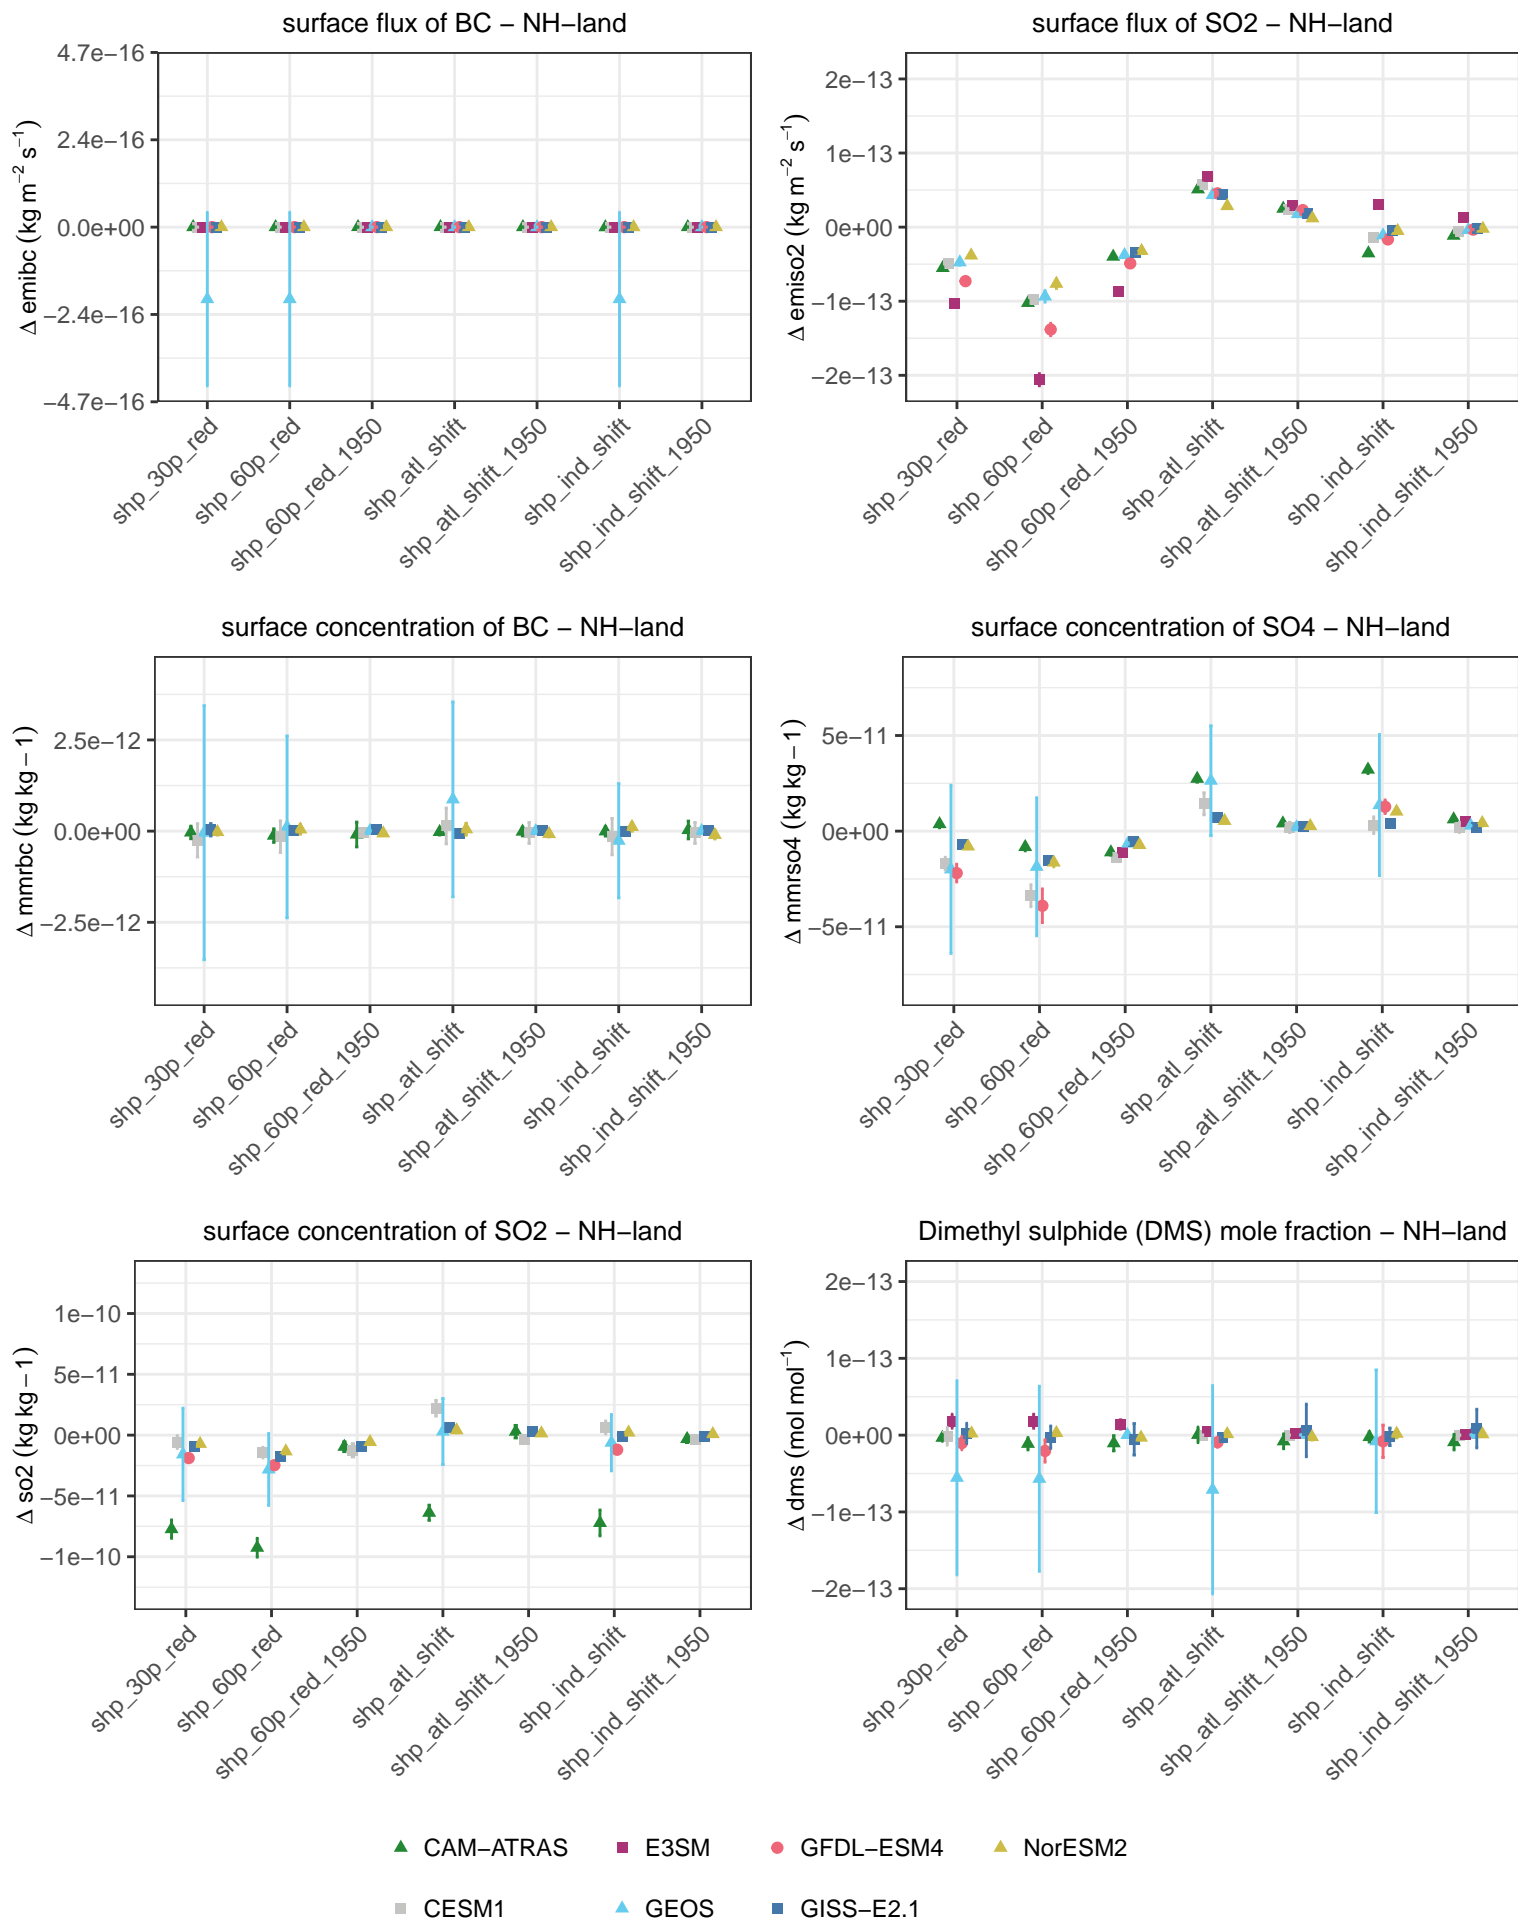 surface flux of BC − NH−land
4.7e−16
2.4e−16
0.0e+00
−2.4e−16
−4.7e−16
Δ emibc (kg m−2 s−1)
shp_30p_red
shp_60p_red
shp_60p_red_1950
shp_atl_shift
shp_atl_shift_1950
shp_ind_shift
shp_ind_shift_1950
surface flux of SO2 − NH−land
2e−13
1e−13
0e+00
−1e−13
−2e−13
Δ emiso2 (kg m−2 s−1)
shp_30p_red
shp_60p_red
shp_60p_red_1950
shp_atl_shift
shp_atl_shift_1950
shp_ind_shift
shp_ind_shift_1950
surface concentration of BC − NH−land
2.5e−12
0.0e+00
−2.5e−12
Δ mmrbc (kg kg − 1)
shp_30p_red
shp_60p_red
shp_60p_red_1950
shp_atl_shift
shp_atl_shift_1950
shp_ind_shift
shp_ind_shift_1950
surface concentration of SO4 − NH−land
5e−11
0e+00
−5e−11
Δ mmrso4 (kg kg − 1)
shp_30p_red
shp_60p_red
shp_60p_red_1950
shp_atl_shift
shp_atl_shift_1950
shp_ind_shift
shp_ind_shift_1950
surface concentration of SO2 − NH−land
1e−10
5e−11
0e+00
−5e−11
−1e−10
Δ so2 (kg kg − 1)
shp_30p_red
shp_60p_red
shp_60p_red_1950
shp_atl_shift
shp_atl_shift_1950
shp_ind_shift
shp_ind_shift_1950
Dimethyl sulphide (DMS) mole fraction − NH−land
2e−13
1e−13
0e+00
−1e−13
−2e−13
Δ dms (mol mol−1)
shp_30p_red
shp_60p_red
shp_60p_red_1950
shp_atl_shift
shp_atl_shift_1950
shp_ind_shift
shp_ind_shift_1950
CAM−ATRAS E3SM GFDL−ESM4 NorESM2
CESM1 GEOS GISS−E2.1